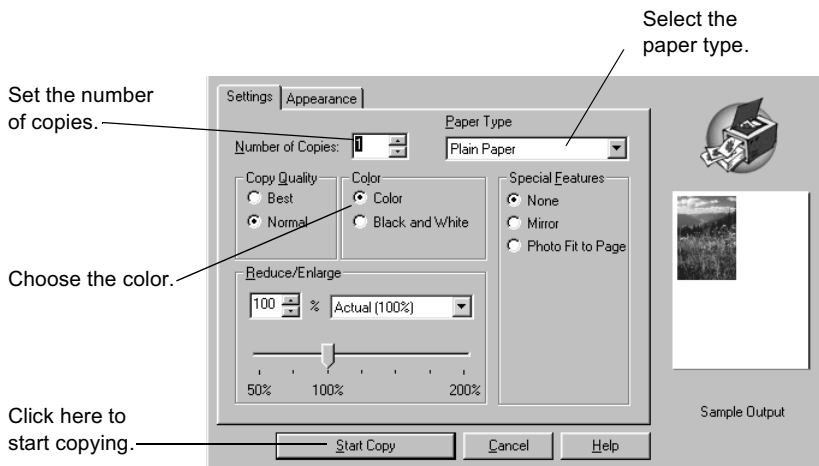 Select the
paper type.
Set the number
of copies.
Settings Appearance
Paper Type
Number of Copies: 1 Plain Paper
Copy Quality Color Special Features
Best Color None
Normal Black and White Mirror
Photo Fit to Page
Choose the color.
Reduce/Enlarge
100 % Actual (100%)
50% 100% 200%
Sample Output
Click here to
start copying.
Start Copy Cancel Help